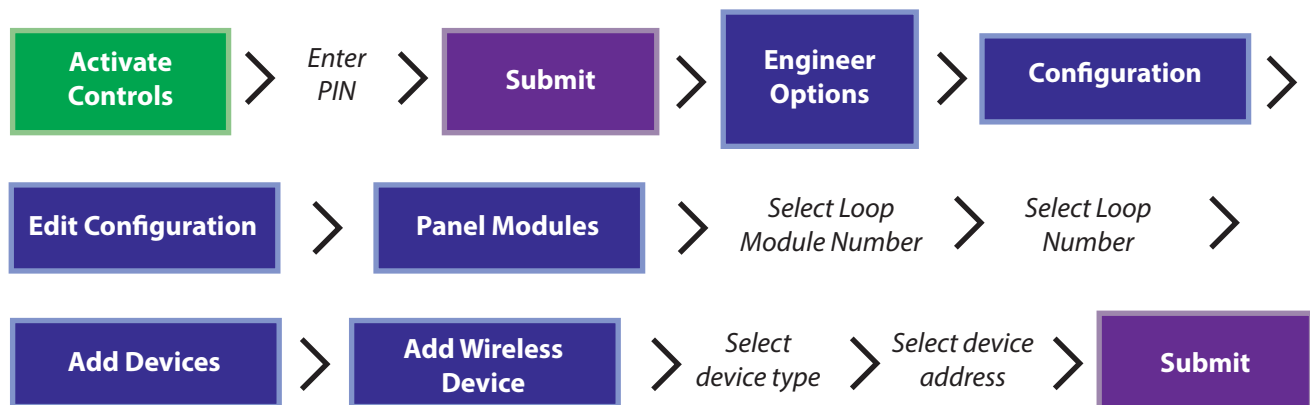 Activate
Controls
Enter
PIN
Submit
Engineer
Options
Configuration
Edit Configuration
Panel Modules
Select Loop
Module Number
Select Loop
Number
Add Devices
Add Wireless
Device
Select
device type
Select device
address
Submit